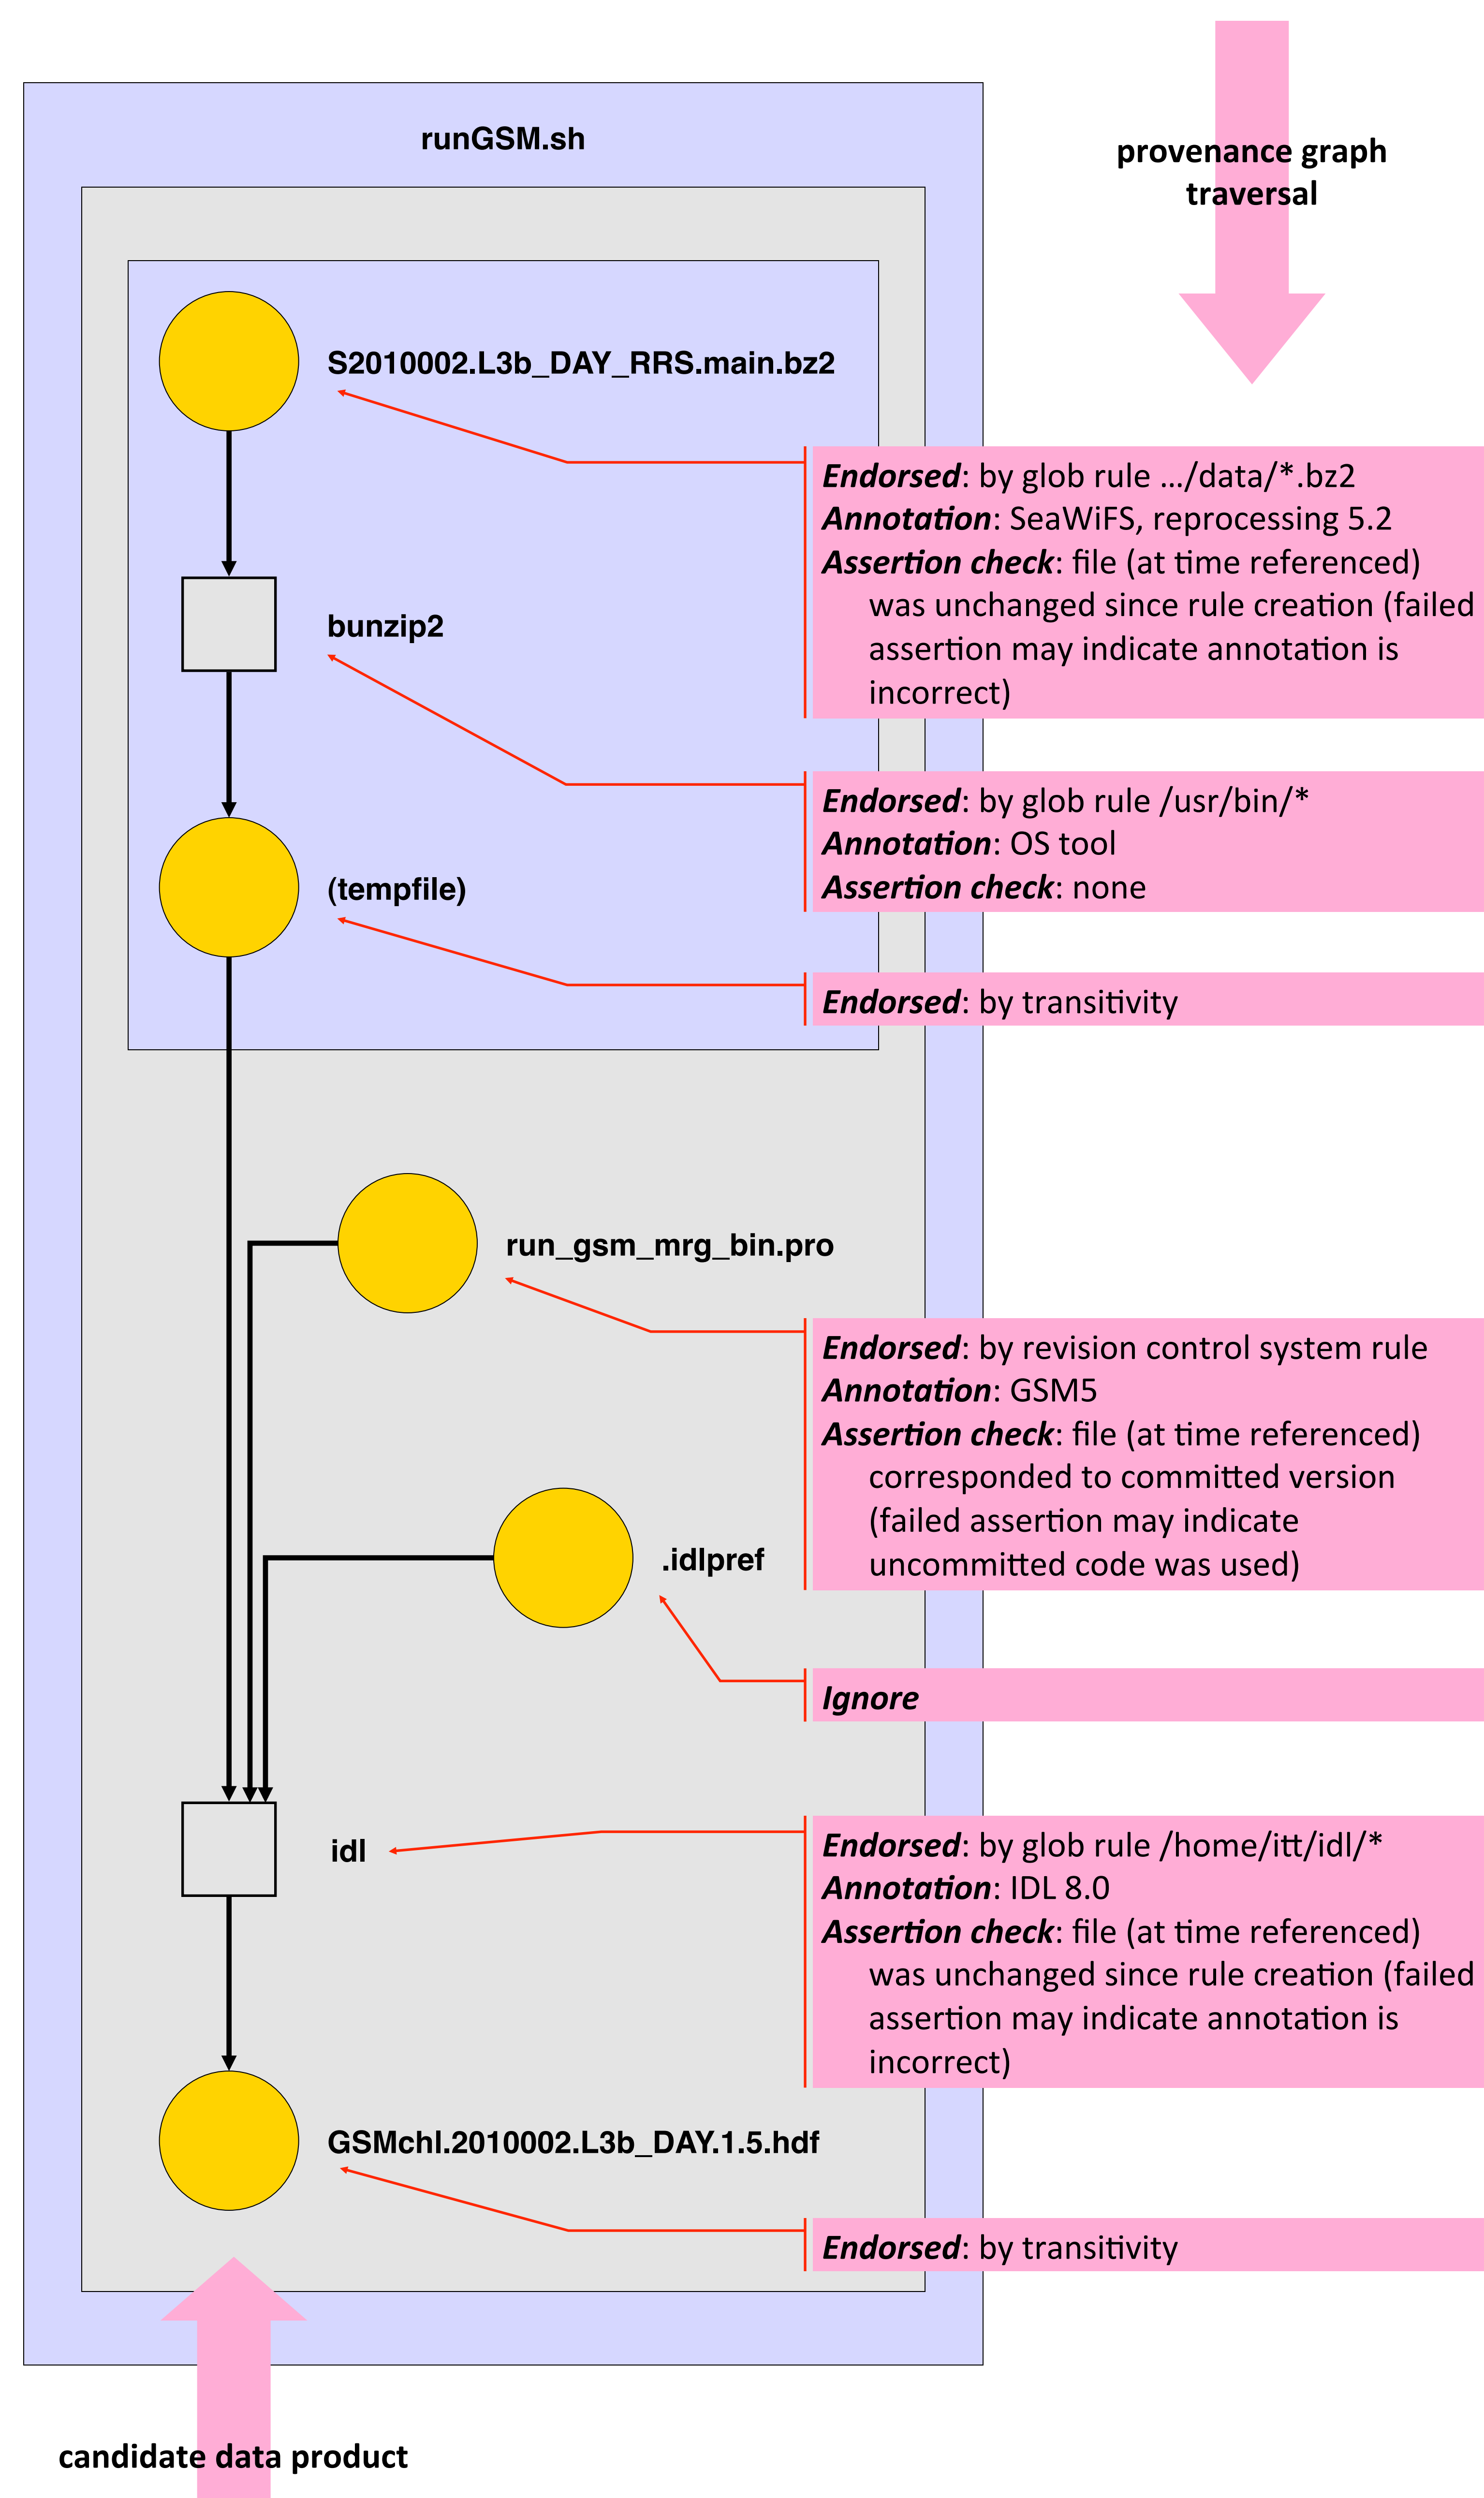 provenance graph
traversal
runGSM.sh
S2010002.L3b_DAY_RRS.main.bz2
Endorsed: by glob rule .../data/*.bz2
Annotation: SeaWiFS, reprocessing 5.2
Assertion check: file (at time referenced)
was unchanged since rule creation (failed
assertion may indicate annotation is
incorrect)
bunzip2
Endorsed: by glob rule /usr/bin/*
Annotation: OS tool
Assertion check: none
(tempfile)
Endorsed: by transitivity
run_gsm_mrg_bin.pro
Endorsed: by revision control system rule
Annotation: GSM5
Assertion check: file (at time referenced)
corresponded to committed version
(failed assertion may indicate
uncommitted code was used)
.idlpref
Ignore
idl
Endorsed: by glob rule /home/itt/idl/*
Annotation: IDL 8.0
Assertion check: file (at time referenced)
was unchanged since rule creation (failed
assertion may indicate annotation is
incorrect)
GSMchl.2010002.L3b_DAY.1.5.hdf
Endorsed: by transitivity
candidate data product